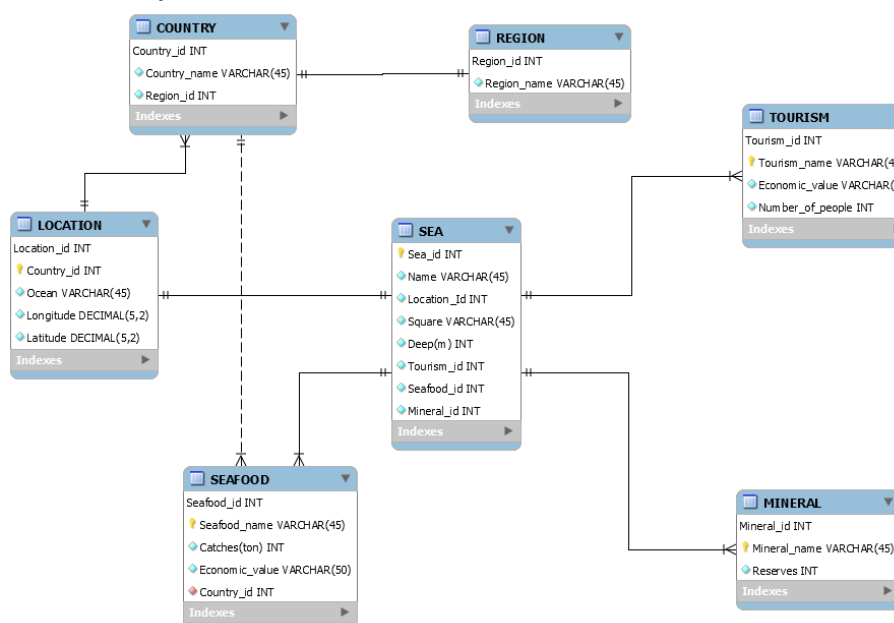 COUNTRY
Country_id INT
Country_name VARCHAR(45)
Region_id INT
Indexes
REGION
Region_id INT
Region_name VARCHAR(45)
Indexes
TOURISM
Tourism_id INT
Tourism_name VARCHAR(4
Economic_value VARCHAR(
Number_of_people INT
Indexes
LOCATION
Location_id INT
Country_id INT
Ocean VARCHAR(45)
Longitude DECIMAL(5,2)
Latitude DECIMAL(5,2)
Indexes
SEA
Sea_id INT
Name VARCHAR(45)
Location_Id INT
Square VARCHAR(45)
Deep(m) INT
Tourism_id INT
Seafood_id INT
Mineral_id INT
Indexes
SEAFOOD
Seafood_id INT
Seafood_name VARCHAR(45)
Catches(ton) INT
Economic_value VARCHAR(50)
Country_id INT
Indexes
MINERAL
Mineral_id INT
Mineral_name VARCHAR(45)
Reserves INT
Indexes